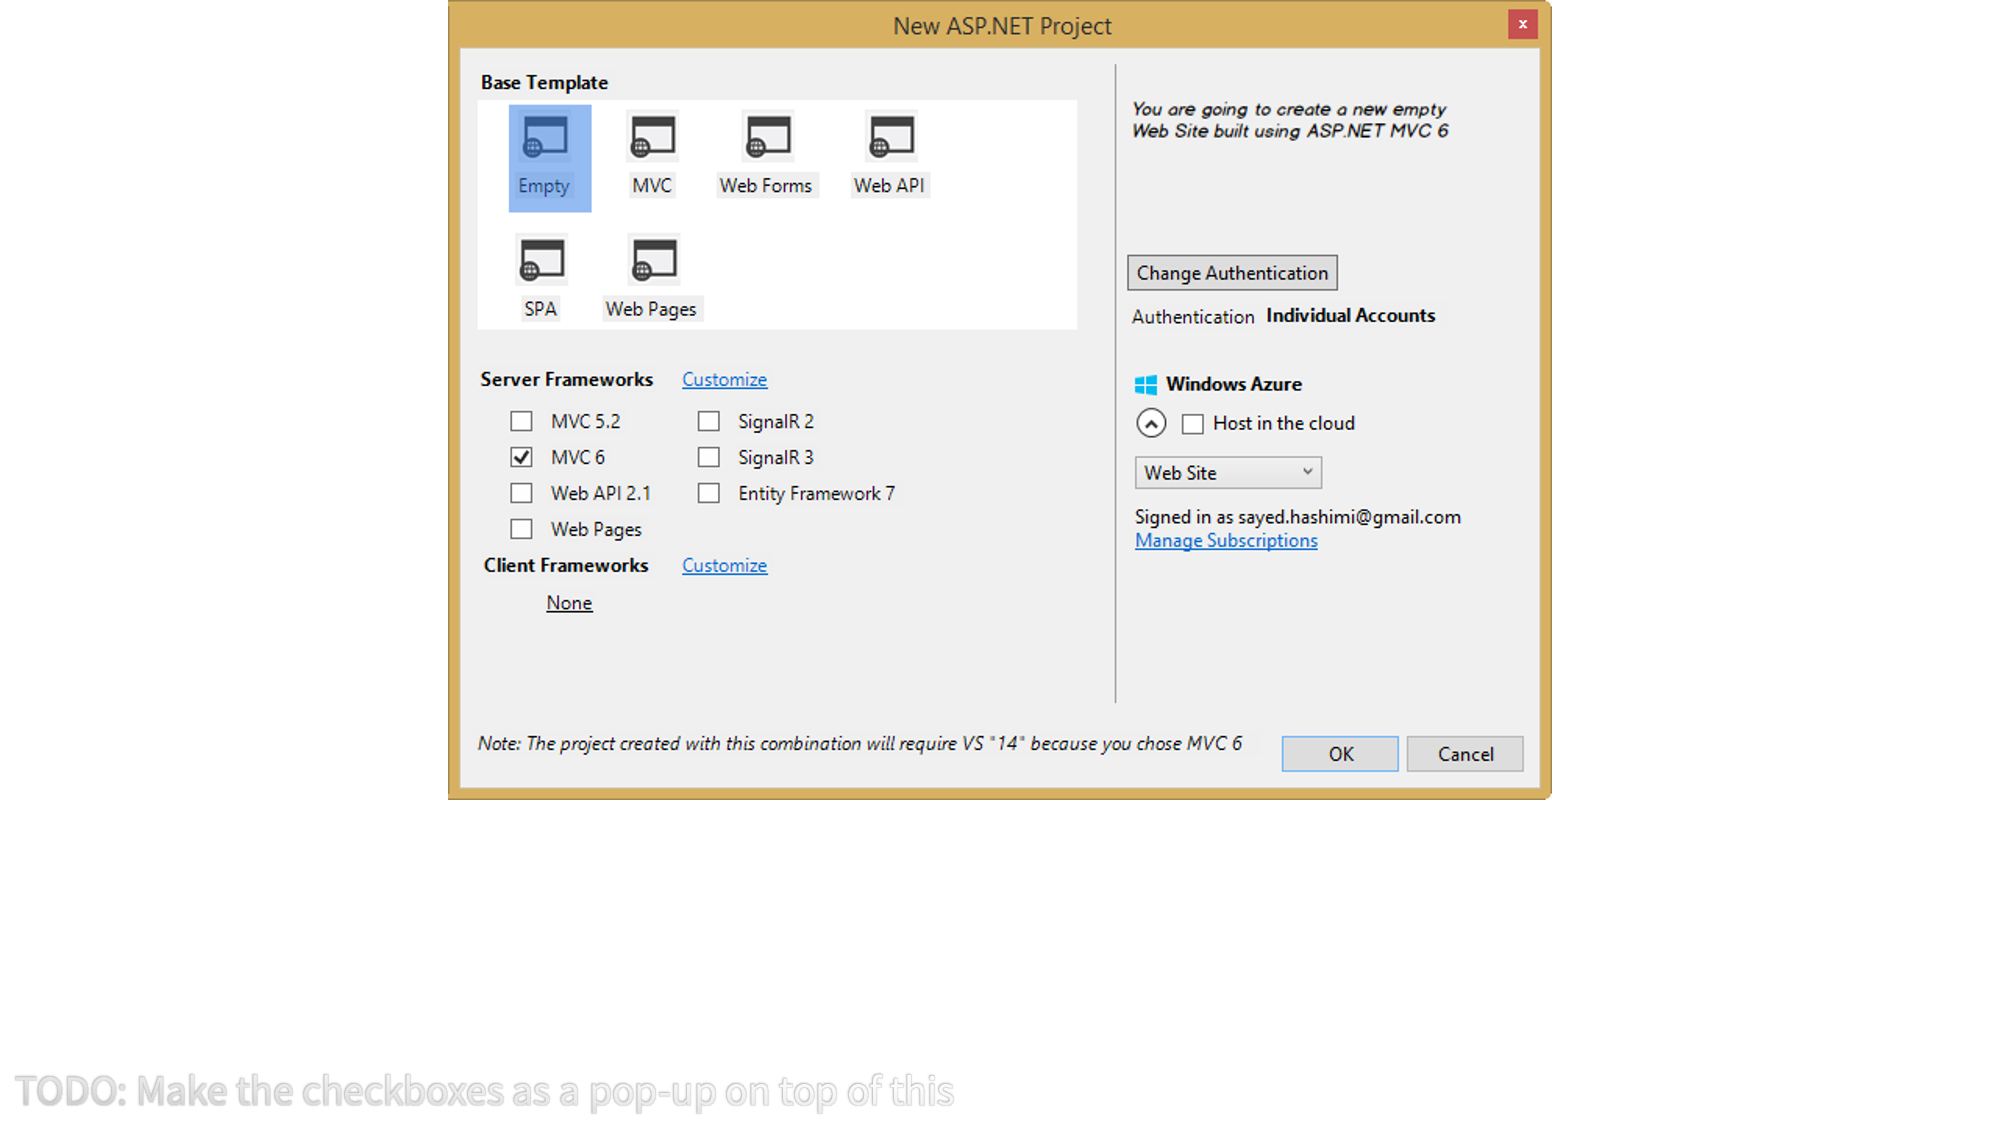 New ASP.NET Project
x
Base Template
Empty
MVC
Web Forms
Web API
SPA
Web Pages
Server Frameworks Customize
MVC 5.2
SignalR 2
MVC 6
SignalR 3
Web API 2.1
Entity Framework 7
Web Pages
Client Frameworks Customize
None
You are going to create a new empty
Web Site built using ASP.NET MVC 6
Change Authentication
Authentication Individual Accounts
Windows Azure
Host in the cloud
Web Site
Signed in as sayed.hashimi@gmail.com
Manage Subscriptions
Note: The project created with this combination will require VS "14" because you chose MVC 6
OK
Cancel
TODO: Make the checkboxes as a pop-up on top of this